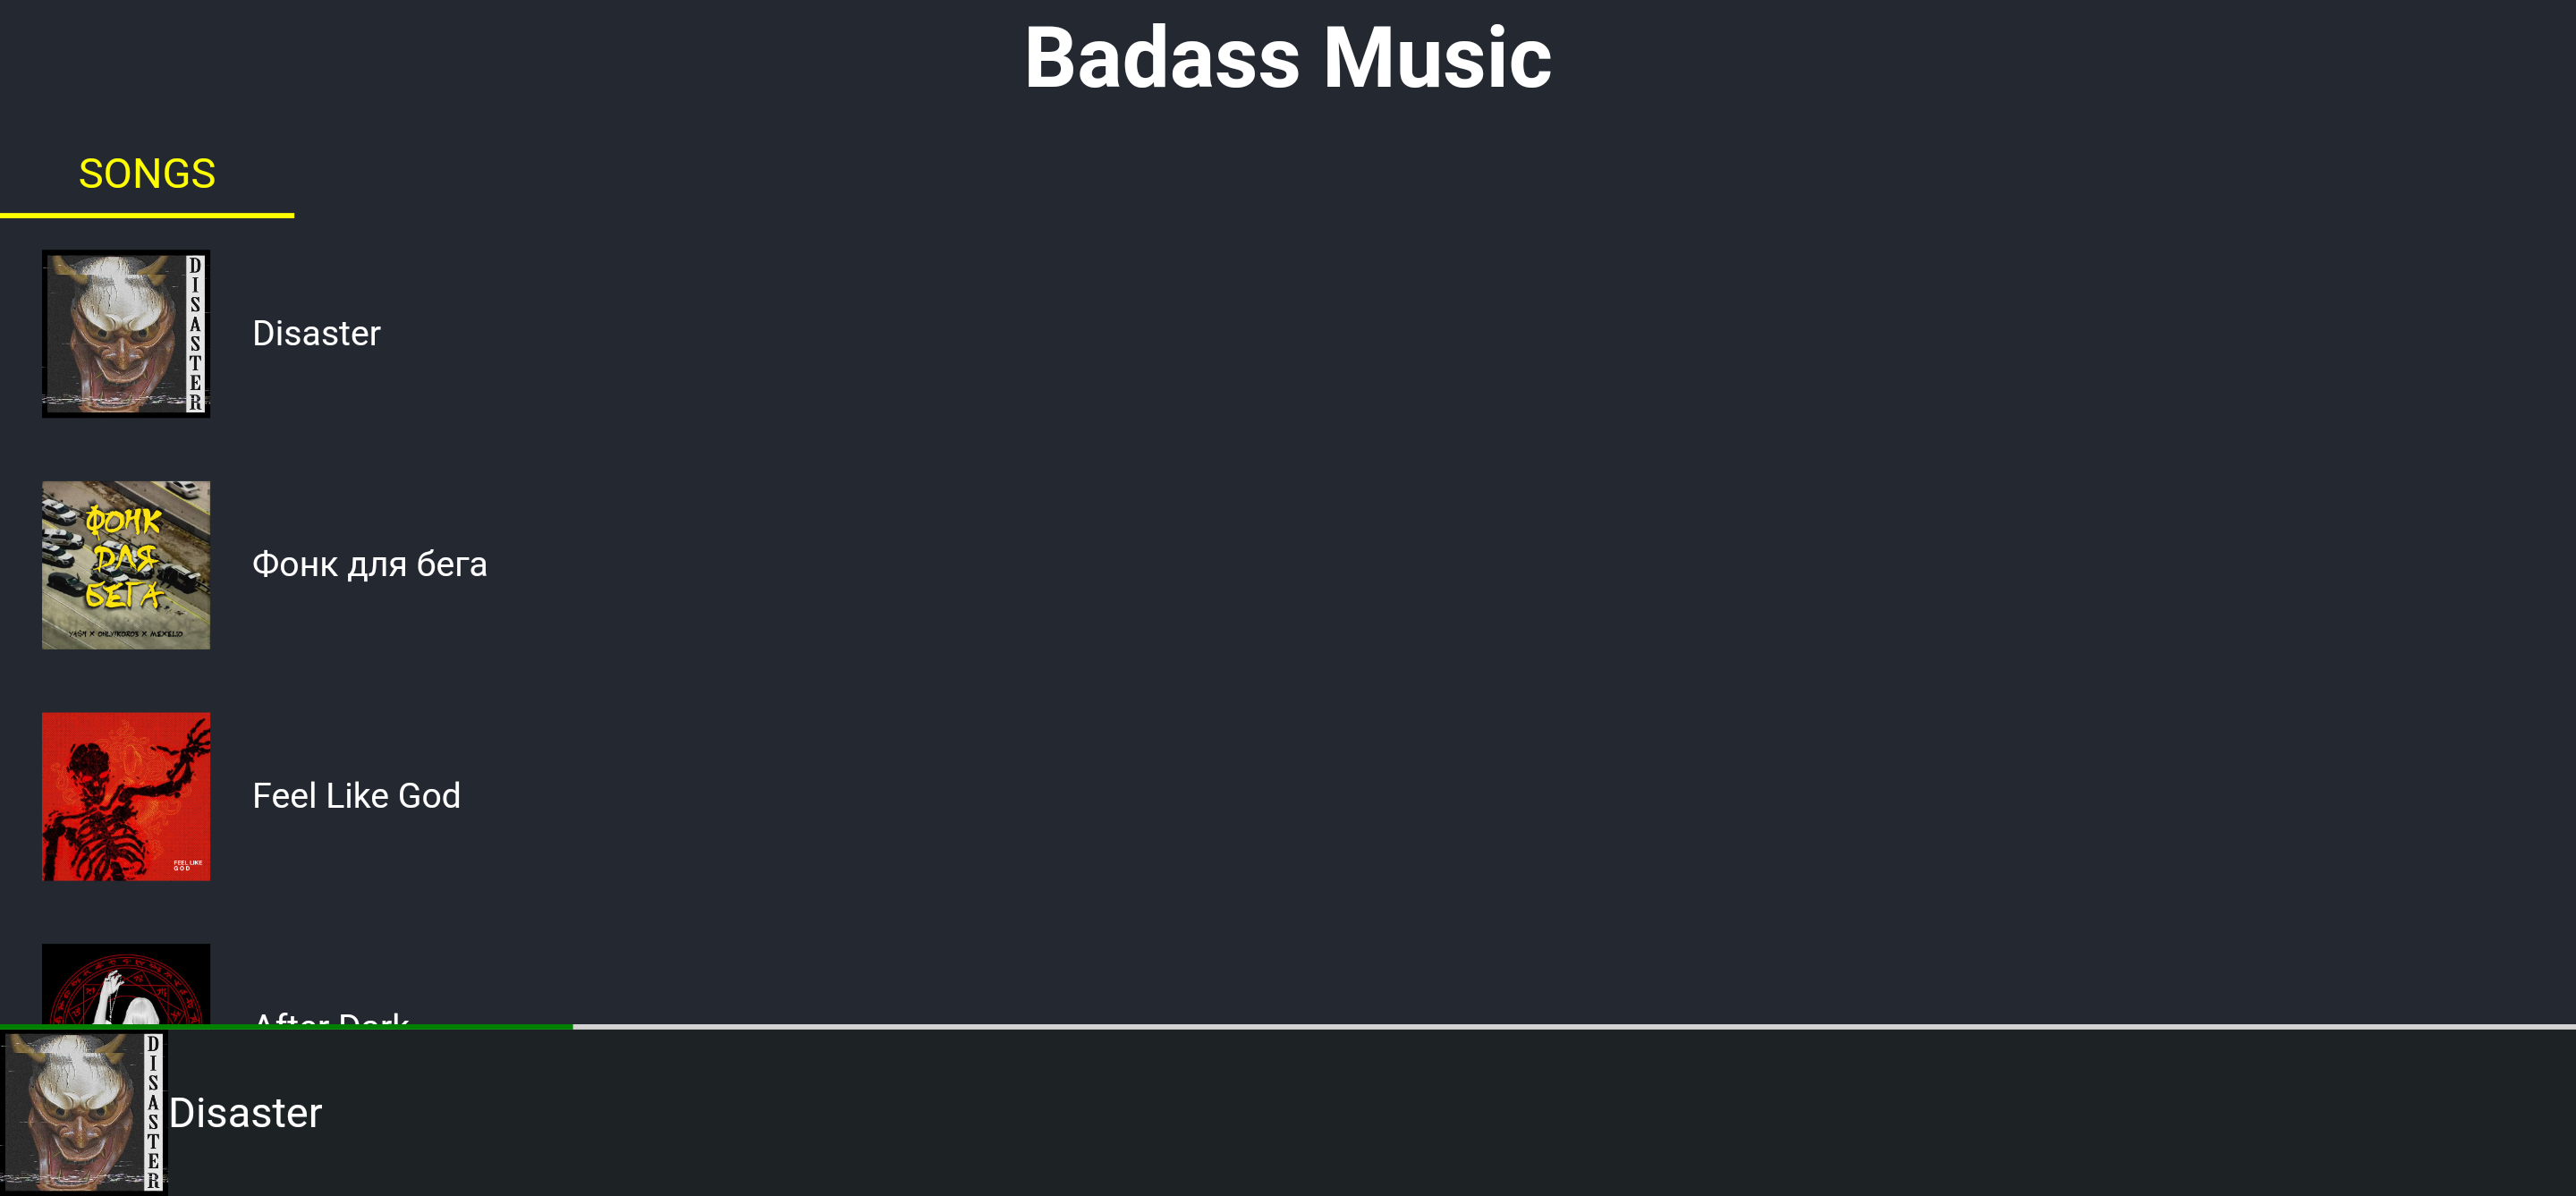 Badass Music
SONGS
DISASTER
Disaster
ФОНК
ДЛЯ
БЕГА
Фонк для бега
Feel Like God
FEEL LIKE
GOD
After Dark
DISASTER
Disaster